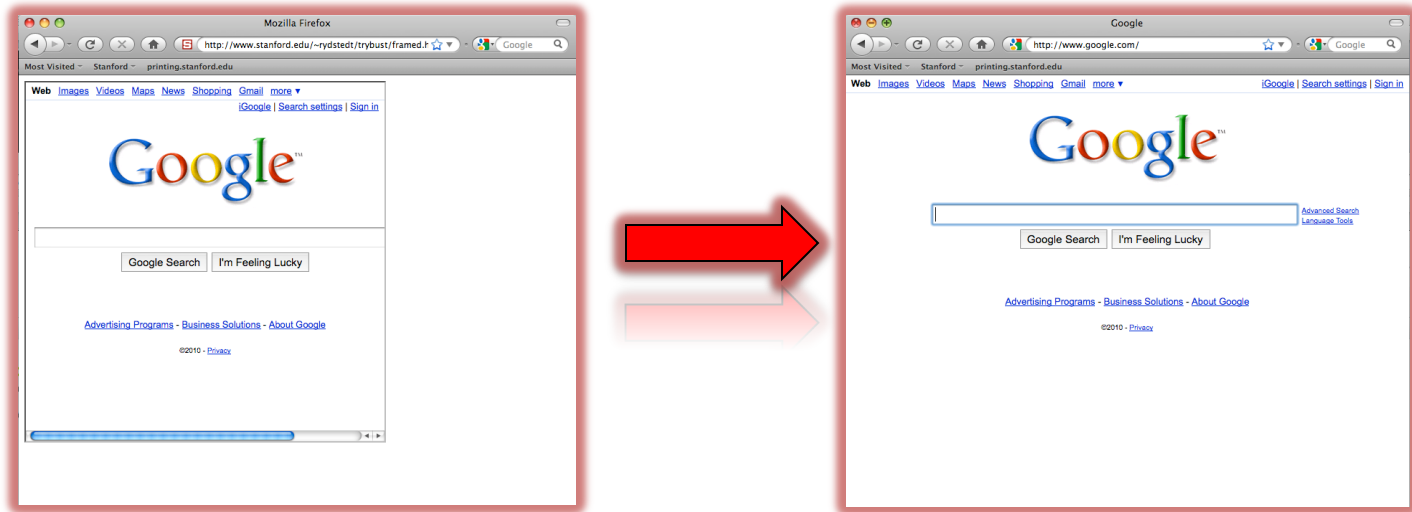 Mozilla Firefox
http://www.stanford.edu/~rydstedt/trybust/framed.h
Google
Most Visited Stanford printing.stanford.edu
Web Images Videos Maps News Shopping Gmail more ▼
iGoogle | Search settings | Sign in
Google™
Google Search I'm Feeling Lucky
Advertising Programs - Business Solutions - About Google
©2010 - Privacy
Google
http://www.google.com/
Google
Most Visited Stanford printing.stanford.edu
Web Images Videos Maps News Shopping Gmail more ▼ iGoogle | Search settings | Sign in
Google™
Advanced Search
Language Tools
Google Search I'm Feeling Lucky
Advertising Programs - Business Solutions - About Google
©2010 - Privacy